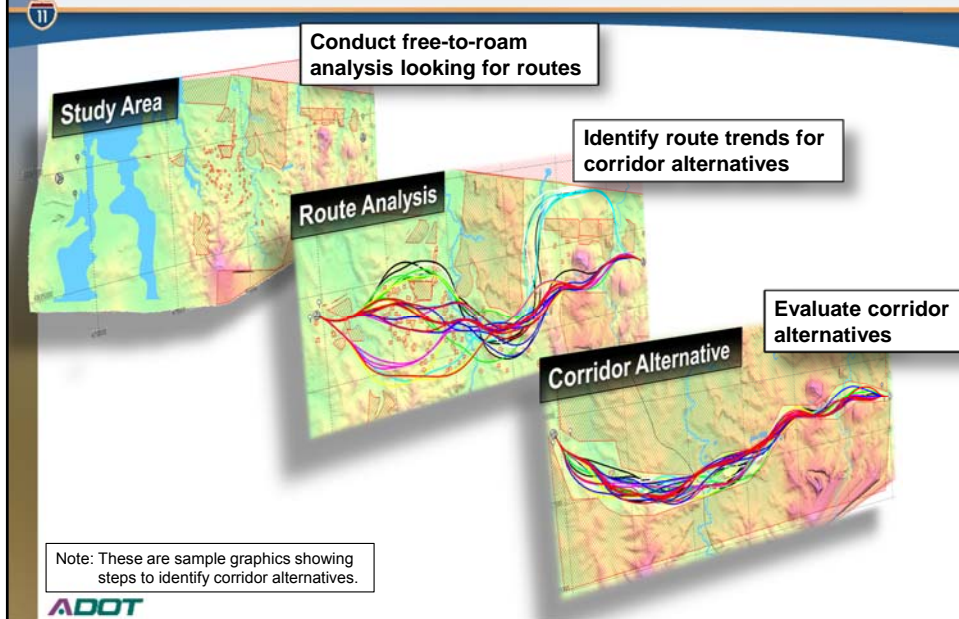 11
Conduct free-to-roam
analysis looking for routes
Study Area
Identify route trends for
corridor alternatives
Route Analysis
Evaluate corridor
alternatives
Corridor Alternative
Note: These are sample graphics showing
steps to identify corridor alternatives.
ADOT